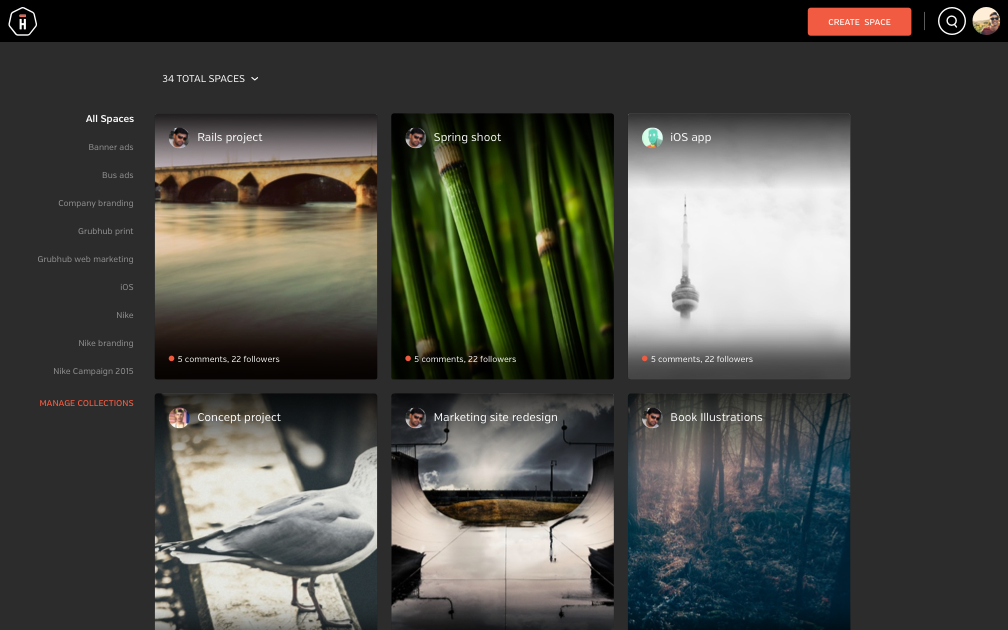 H
CREATE SPACE
34 TOTAL SPACES
All Spaces
Banner ads
Bus ads
Company branding
Grubhub print
Grubhub web marketing
iOS
Nike
Nike branding
Nike Campaign 2015
MANAGE COLLECTIONS
Rails project
5 comments, 22 followers
Spring shoot
5 comments, 22 followers
iOS app
5 comments, 22 followers
Concept project
Marketing site redesign
Book Illustrations